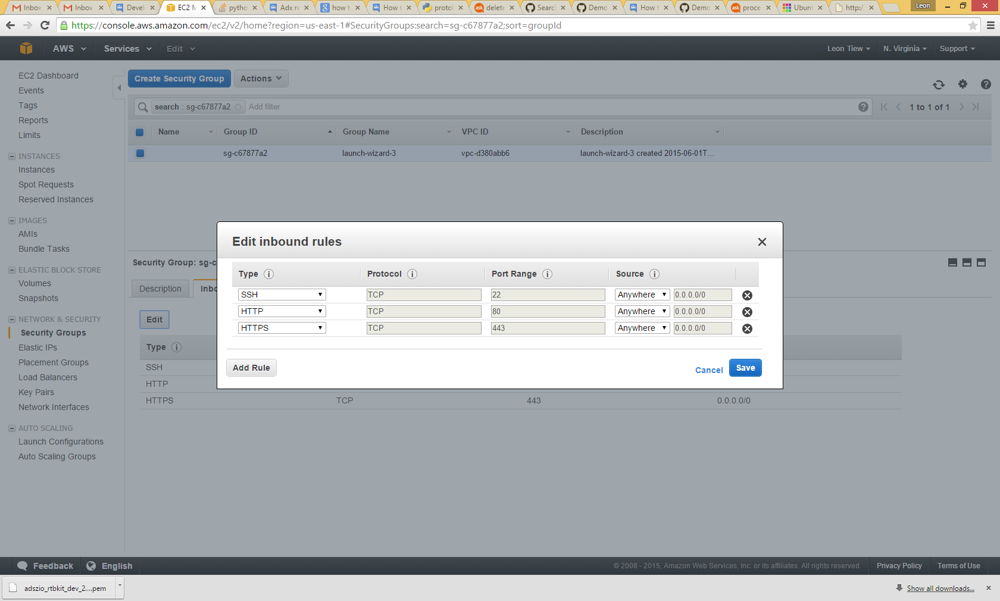 Inbox
Inbox
Devel
EC2 M
pytho
Adx re
how t
How t
protol
delete
Search
Demo
How t
Demo
proce
Ubunt
http:/
Leon
https://console.aws.amazon.com/ec2/v2/home?region=us-east-1#SecurityGroups:search=sg-c67877a2;sort=groupId
AWS Services Edit Leon Tiew N. Virginia Support
EC2 Dashboard
Events
Tags
Reports
Limits
INSTANCES
Instances
Spot Requests
Reserved Instances
IMAGES
AMIs
Bundle Tasks
ELASTIC BLOCK STORE
Volumes
Snapshots
NETWORK & SECURITY
Security Groups
Elastic IPs
Placement Groups
Load Balancers
Key Pairs
Network Interfaces
AUTO SCALING
Launch Configurations
Auto Scaling Groups
Create Security Group Actions
search : sg-c67877a2 Add filter 1 to 1 of 1
Name Group ID Group Name VPC ID Description
sg-c67877a2 launch-wizard-3 vpc-d380abb6 launch-wizard-3 created 2015-06-01T...
Security Group: sg-c
Description Inbo
Edit
Type
SSH
HTTP
HTTPS TCP 443 0.0.0.0/0
Edit inbound rules
Type Protocol Port Range Source
SSH TCP 22 Anywhere 0.0.0.0/0
HTTP TCP 80 Anywhere 0.0.0.0/0
HTTPS TCP 443 Anywhere 0.0.0.0/0
Add Rule Cancel Save
Feedback English © 2008 - 2015, Amazon Web Services, Inc. or its affiliates. All rights reserved. Privacy Policy Terms of Use
adszio_rtbkit_dev_2....pem Show all downloads...